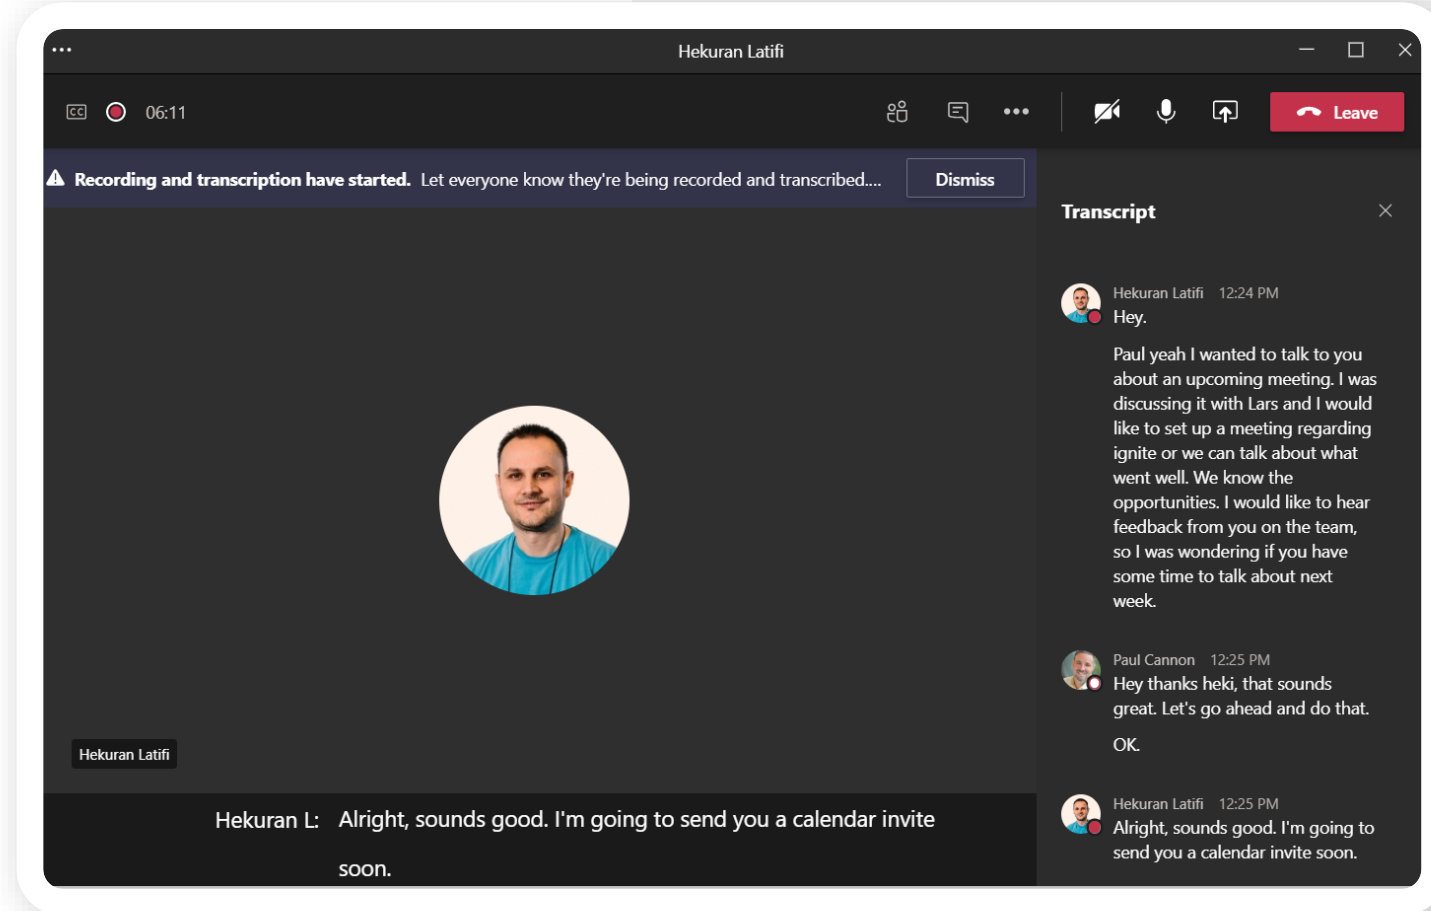 Hekuran Latifi
CC
06:11
Leave
Recording and transcription have started. Let everyone know they're being recorded and transcribed....
Dismiss
Transcript
Hekuran Latifi 12:24 PM
Hey.
Paul yeah I wanted to talk to you
about an upcoming meeting. I was
discussing it with Lars and I would
like to set up a meeting regarding
ignite or we can talk about what
went well. We know the
opportunities. I would like to hear
feedback from you on the team,
so I was wondering if you have
some time to talk about next
week.
Paul Cannon 12:25 PM
Hey thanks heki, that sounds
great. Let's go ahead and do that.
OK.
Hekuran Latifi 12:25 PM
Alright, sounds good. I'm going to
send you a calendar invite soon.
Hekuran Latifi
Hekuran L: Alright, sounds good. I'm going to send you a calendar invite
soon.